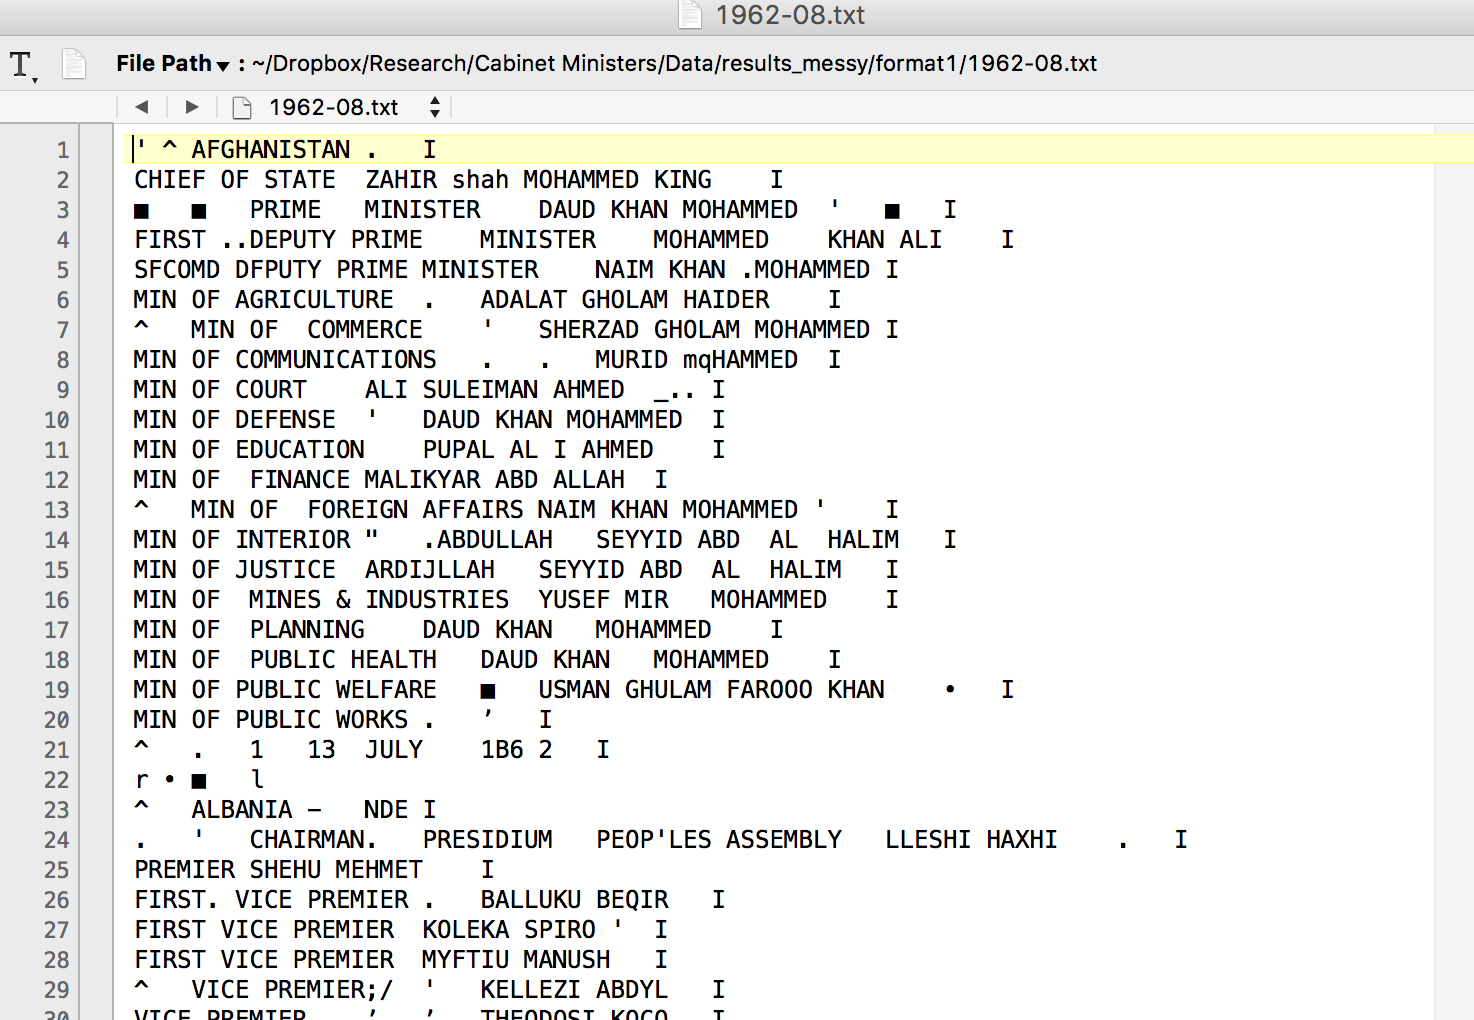 1962-08.txt
File Path ▾ : ~/Dropbox/Research/Cabinet Ministers/Data/results_messy/format1/1962-08.txt
◀ ▶ 1962-08.txt
1 ' ^ AFGHANISTAN . I
2 CHIEF OF STATE ZAHIR shah MOHAMMED KING I
3 ■ ■ PRIME MINISTER DAUD KHAN MOHAMMED ' ■ I
4 FIRST ..DEPUTY PRIME MINISTER MOHAMMED KHAN ALI I
5 SFCOMD DFPUTY PRIME MINISTER NAIM KHAN .MOHAMMED I
6 MIN OF AGRICULTURE . ADALAT GHOLAM HAIDER I
7 ^ MIN OF COMMERCE ' SHERZAD GHOLAM MOHAMMED I
8 MIN OF COMMUNICATIONS . . MURID mqHAMMED I
9 MIN OF COURT ALI SULEIMAN AHMED _.. I
10 MIN OF DEFENSE ' DAUD KHAN MOHAMMED I
11 MIN OF EDUCATION PUPAL AL I AHMED I
12 MIN OF FINANCE MALIKYAR ABD ALLAH I
13 ^ MIN OF FOREIGN AFFAIRS NAIM KHAN MOHAMMED ' I
14 MIN OF INTERIOR " .ABDULLAH SEYYID ABD AL HALIM I
15 MIN OF JUSTICE ARDIJLLAH SEYYID ABD AL HALIM I
16 MIN OF MINES & INDUSTRIES YUSEF MIR MOHAMMED I
17 MIN OF PLANNING DAUD KHAN MOHAMMED I
18 MIN OF PUBLIC HEALTH DAUD KHAN MOHAMMED I
19 MIN OF PUBLIC WELFARE ■ USMAN GHULAM FAROOO KHAN • I
20 MIN OF PUBLIC WORKS . ’ I
21 ^ . 1 13 JULY 1B6 2 I
22 r • ■ l
23 ^ ALBANIA – NDE I
24 . ' CHAIRMAN. PRESIDIUM PEOP'LES ASSEMBLY LLESHI HAXHI . I
25 PREMIER SHEHU MEHMET I
26 FIRST. VICE PREMIER . BALLUKU BEQIR I
27 FIRST VICE PREMIER KOLEKA SPIRO ' I
28 FIRST VICE PREMIER MYFTIU MANUSH I
29 ^ VICE PREMIER;/ ' KELLEZI ABDYL I
30 VICE PREMIER ’ ’ THEODOSI KOCO I